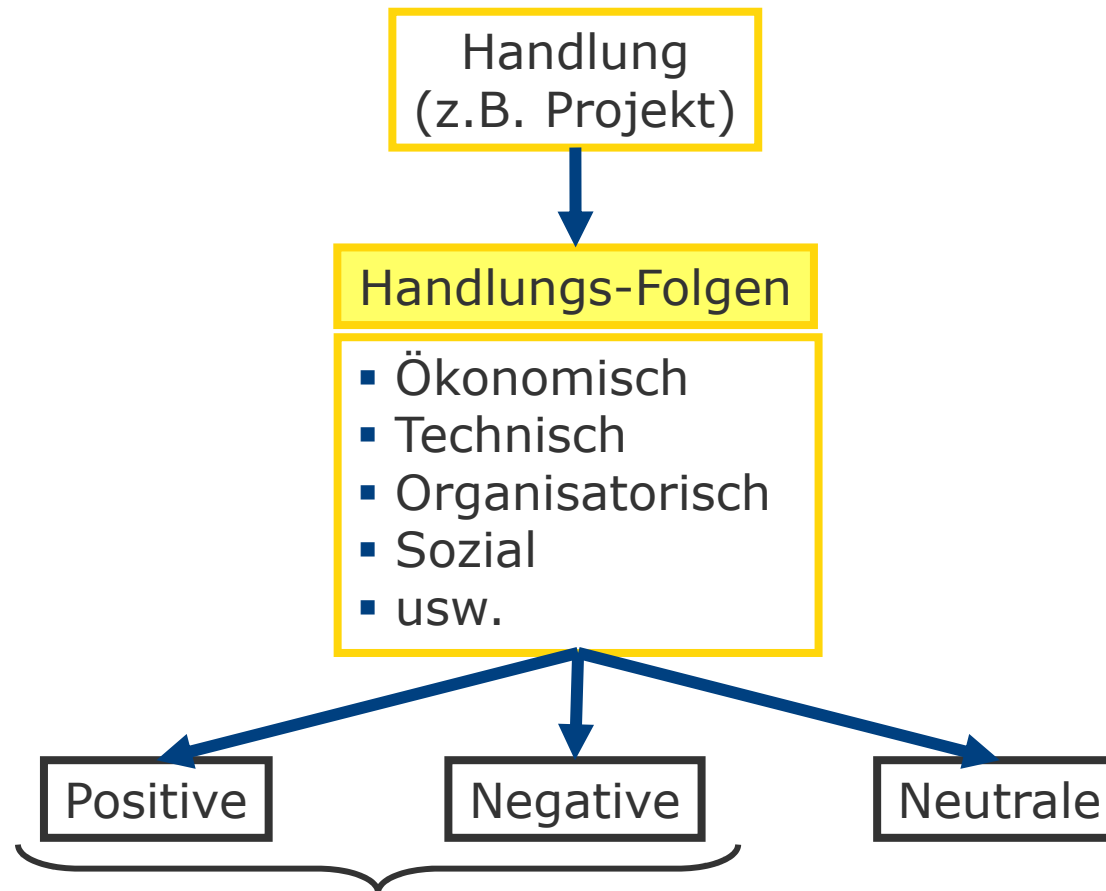 Handlung
(z.B. Projekt)
Handlungs-Folgen
▪ Ökonomisch
▪ Technisch
▪ Organisatorisch
▪ Sozial
▪ usw.
Positive
Negative
Neutrale